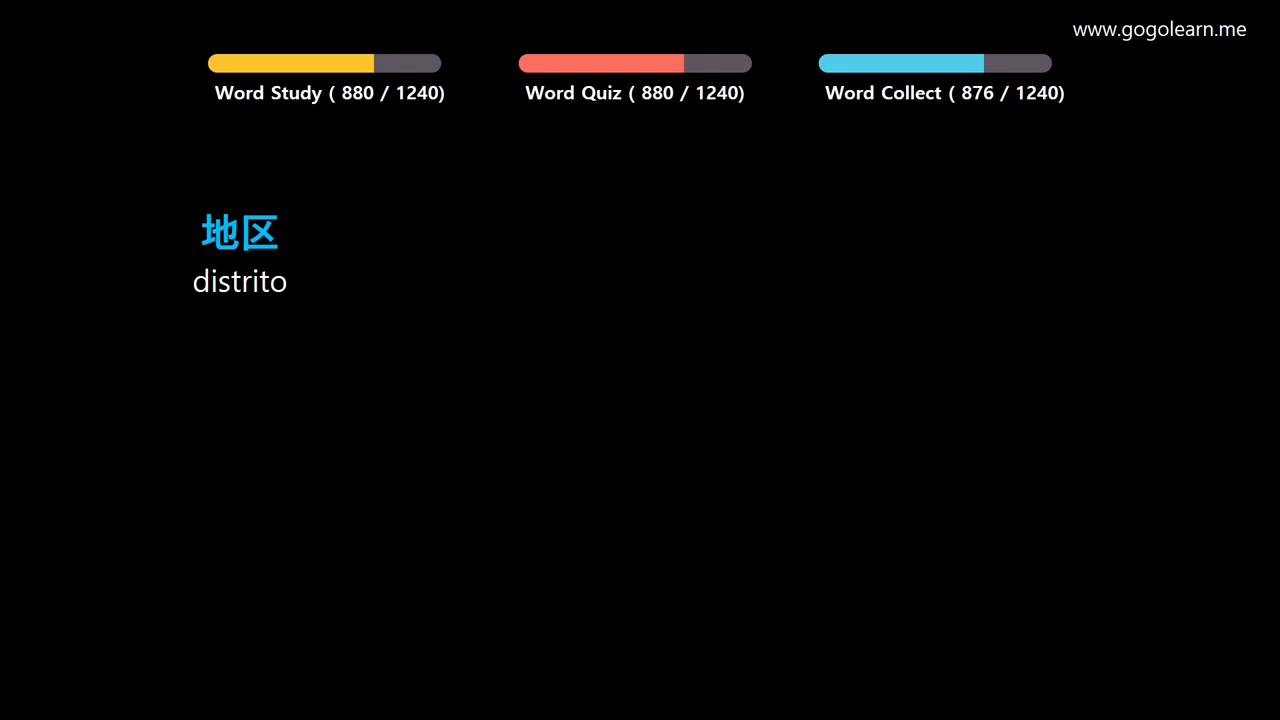 www.gogolearn.me
Word Study ( 880 / 1240)
Word Quiz ( 880 / 1240)
Word Collect ( 876 / 1240)
地区
distrito